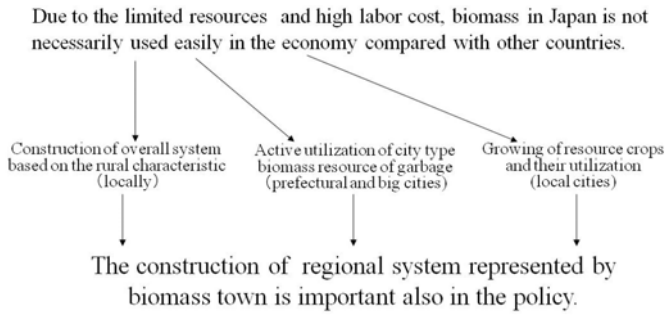 Due to the limited resources and high labor cost, biomass in Japan is not
necessarily used easily in the economy compared with other countries.
Construction of overall system
based on the rural characteristic
(locally)
Active utilization of city type
biomass resource of garbage
(prefectural and big cities)
Growing of resource crops
and their utilization
(local cities)
The construction of regional system represented by
biomass town is important also in the policy.